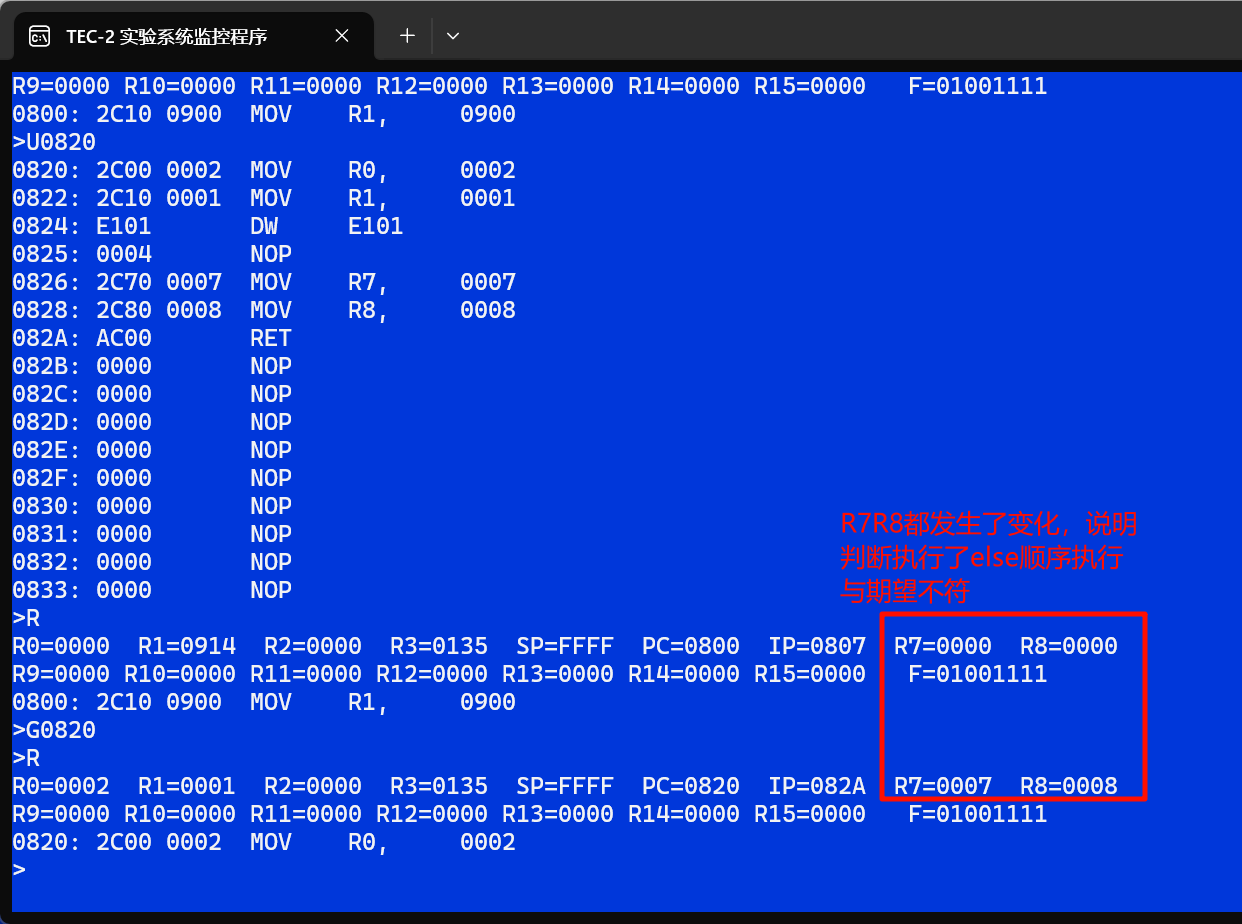 TEC-2 实验系统监控程序
R9=0000 R10=0000 R11=0000 R12=0000 R13=0000 R14=0000 R15=0000 F=01001111
0800: 2C10 0900 MOV R1, 0900
>U0820
0820: 2C00 0002 MOV R0, 0002
0822: 2C10 0001 MOV R1, 0001
0824: E101 DW E101
0825: 0004 NOP
0826: 2C70 0007 MOV R7, 0007
0828: 2C80 0008 MOV R8, 0008
082A: AC00 RET
082B: 0000 NOP
082C: 0000 NOP
082D: 0000 NOP
082E: 0000 NOP
082F: 0000 NOP
0830: 0000 NOP
0831: 0000 NOP
0832: 0000 NOP
0833: 0000 NOP
R7R8都发生了变化，说明
判断执行了else顺序执行
与期望不符
>R
R0=0000 R1=0914 R2=0000 R3=0135 SP=FFFF PC=0800 IP=0807 R7=0000 R8=0000
R9=0000 R10=0000 R11=0000 R12=0000 R13=0000 R14=0000 R15=0000 F=01001111
0800: 2C10 0900 MOV R1, 0900
>G0820
>R
R0=0002 R1=0001 R2=0000 R3=0135 SP=FFFF PC=0820 IP=082A R7=0007 R8=0008
R9=0000 R10=0000 R11=0000 R12=0000 R13=0000 R14=0000 R15=0000 F=01001111
0820: 2C00 0002 MOV R0, 0002
>